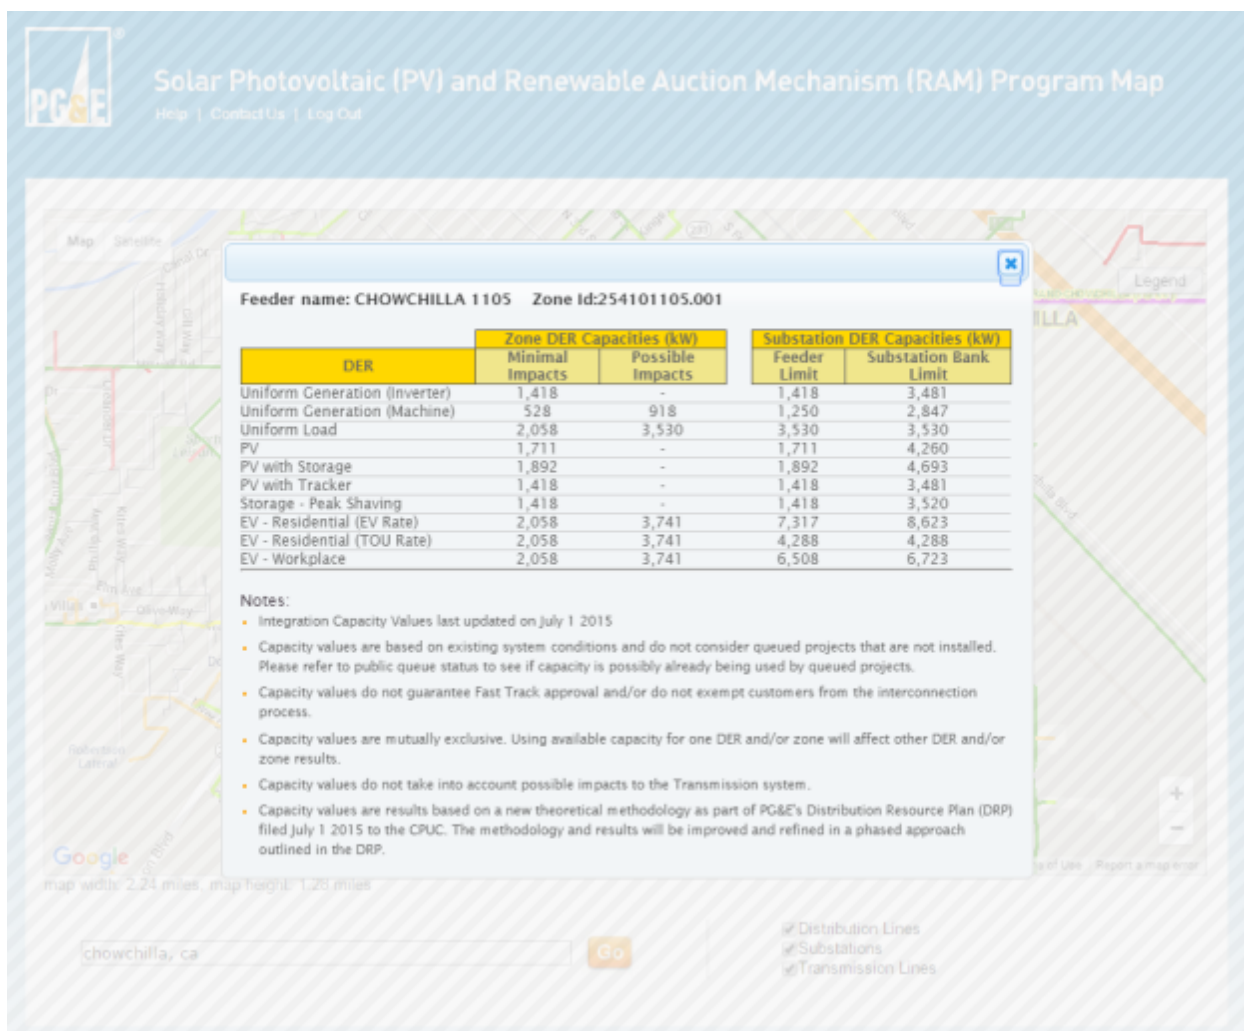 PG&E®
Solar Photovoltaic (PV) and Renewable Auction Mechanism (RAM) Program Map
Help | Contact Us | Log Out
Map Satellite
Canal Dr
231
Legend
Feeder name: CHOWCHILLA 1105 Zone Id:254101105.001
ILLA
Zone DER Capacities (kW) Substation DER Capacities (kW)
DER Minimal Impacts Possible Impacts Feeder Limit Substation Bank Limit
Uniform Generation (Inverter) 1,418 - 1,418 3,481
Uniform Generation (Machine) 528 918 1,250 2,847
Uniform Load 2,058 3,530 3,530 3,530
PV 1,711 - 1,711 4,260
PV with Storage 1,892 - 1,892 4,693
PV with Tracker 1,418 - 1,418 3,481
Storage - Peak Shaving 1,418 - 1,418 3,520
EV - Residential (EV Rate) 2,058 3,741 7,317 8,623
EV - Residential (TOU Rate) 2,058 3,741 4,288 4,288
EV - Workplace 2,058 3,741 6,508 6,723
Notes:
Integration Capacity Values last updated on July 1 2015
Olive Way
Capacity values are based on existing system conditions and do not consider queued projects that are not installed.
Please refer to public queue status to see if capacity is possibly already being used by queued projects.
Capacity values do not guarantee Fast Track approval and/or do not exempt customers from the interconnection
process.
Capacity values are mutually exclusive. Using available capacity for one DER and/or zone will affect other DER and/or
zone results.
Robertson
Lateral
Capacity values do not take into account possible impacts to the Transmission system.
Capacity values are results based on a new theoretical methodology as part of PG&E's Distribution Resource Plan (DRP)
filed July 1 2015 to the CPUC. The methodology and results will be improved and refined in a phased approach
outlined in the DRP.
+
−
Google
of Use Report a map error
map width: 2.24 miles, map height: 1.28 miles
chowchilla, ca Go
Distribution Lines
Substations
Transmission Lines